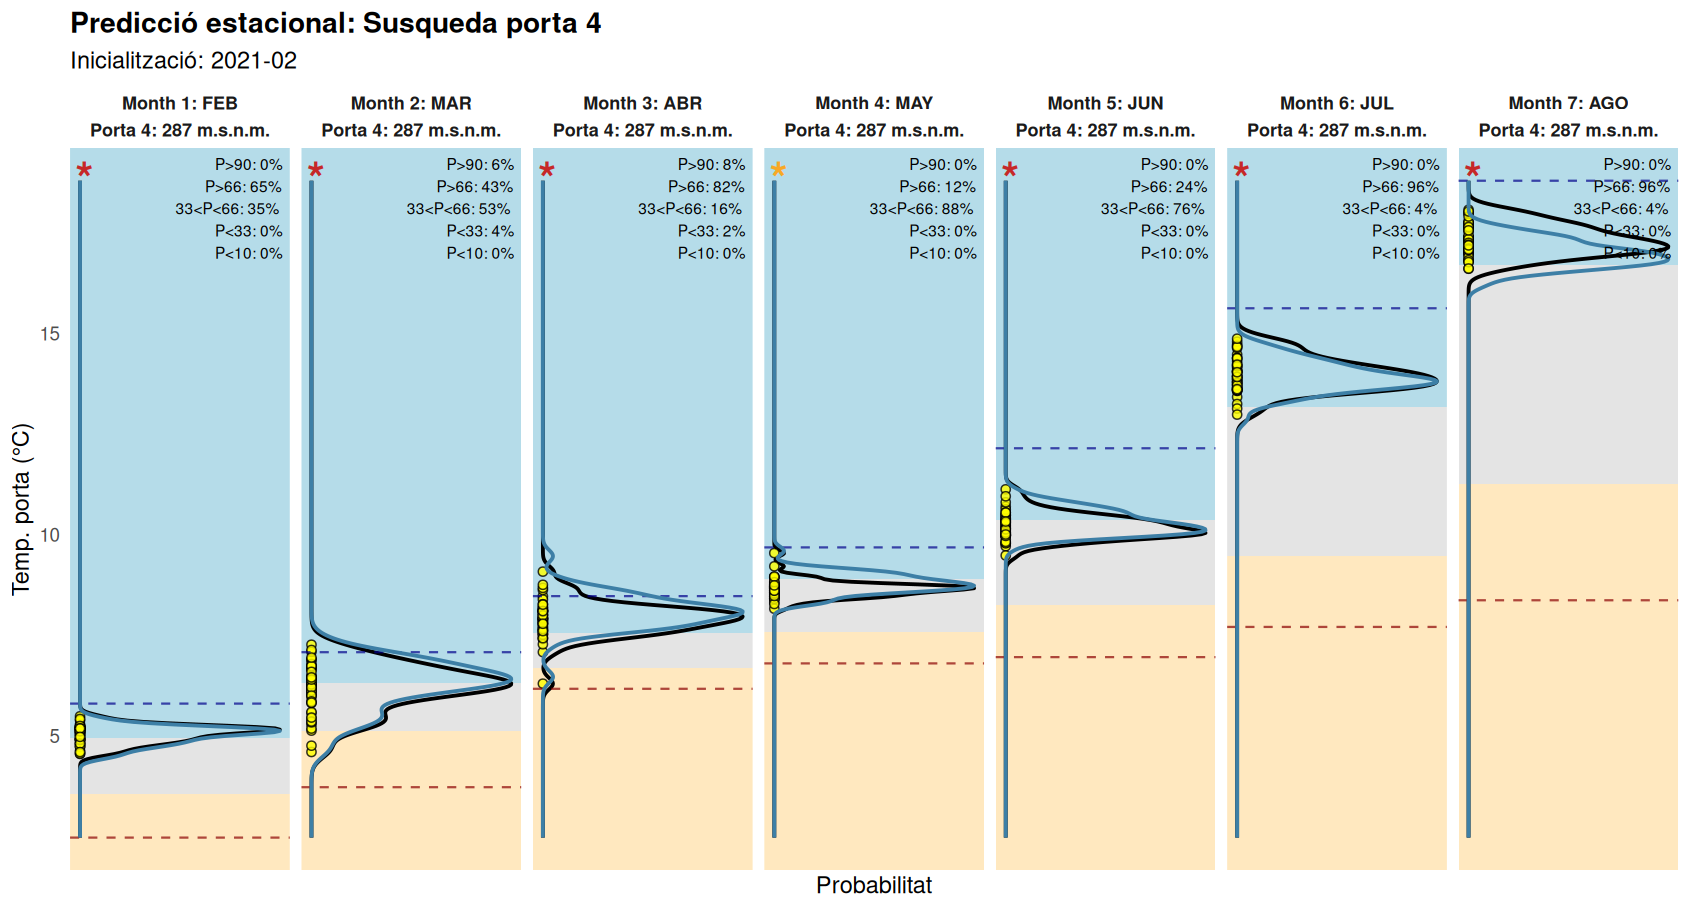 Predicció estacional: Susqueda porta 4
Inicialització: 2021-02
Month 1: FEB
Porta 4: 287 m.s.n.m.
Month 2: MAR
Porta 4: 287 m.s.n.m.
Month 3: ABR
Porta 4: 287 m.s.n.m.
Month 4: MAY
Porta 4: 287 m.s.n.m.
Month 5: JUN
Porta 4: 287 m.s.n.m.
Month 6: JUL
Porta 4: 287 m.s.n.m.
Month 7: AGO
Porta 4: 287 m.s.n.m.
*
P>90: 0%
P>66: 65%
33<P<66: 35%
P<33: 0%
P<10: 0%
*
P>90: 6%
P>66: 43%
33<P<66: 53%
P<33: 4%
P<10: 0%
*
P>90: 8%
P>66: 82%
33<P<66: 16%
P<33: 2%
P<10: 0%
*
P>90: 0%
P>66: 12%
33<P<66: 88%
P<33: 0%
P<10: 0%
*
P>90: 0%
P>66: 24%
33<P<66: 76%
P<33: 0%
P<10: 0%
*
P>90: 0%
P>66: 96%
33<P<66: 4%
P<33: 0%
P<10: 0%
*
P>90: 0%
P>66: 96%
33<P<66: 4%
P<33: 0%
P<10: 0%
15
10
5
Temp. porta (°C)
Probabilitat